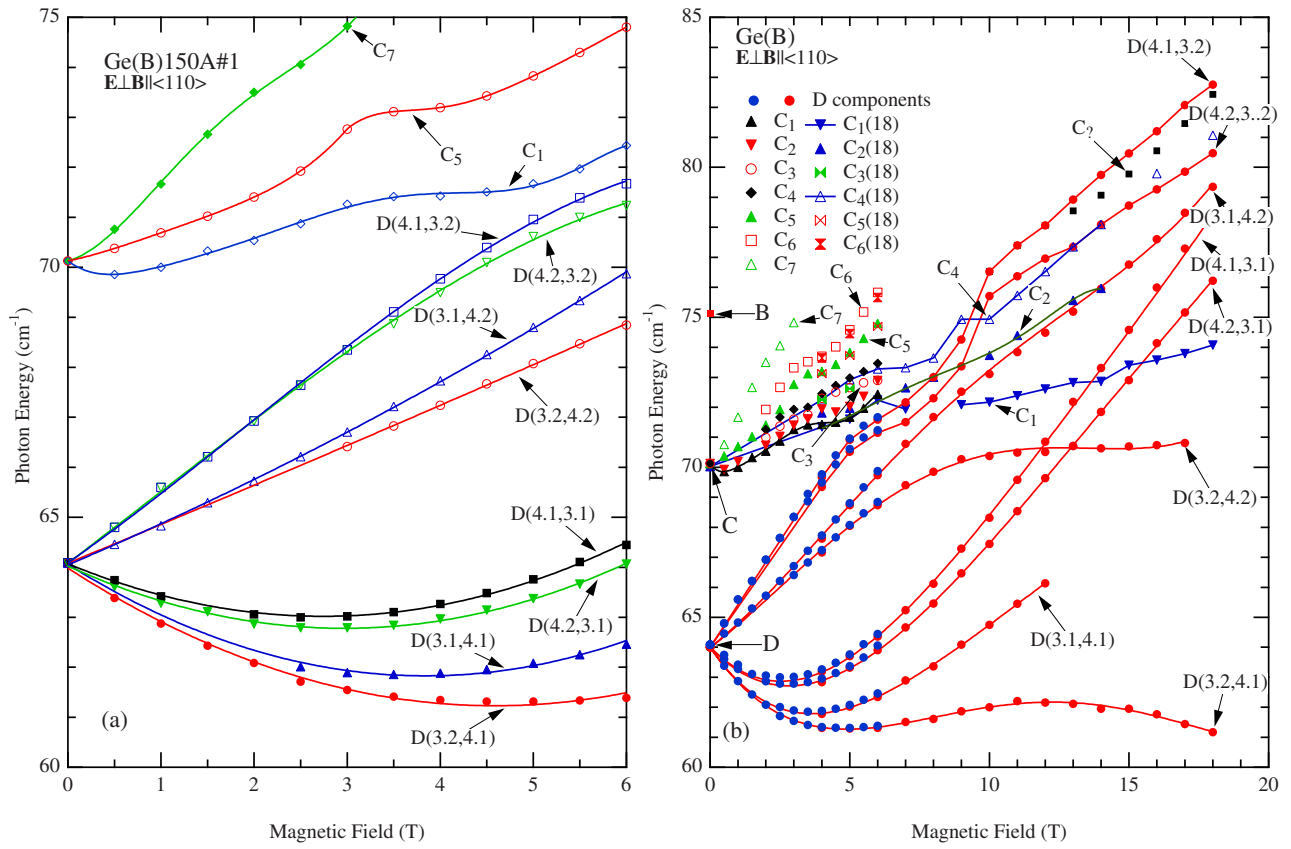 Ge(B)150A#1
E⊥B||<110>
C7
C5
C1
D(4.1,3.2)
D(4.2,3.2)
D(3.1,4.2)
D(3.2,4.2)
D(4.1,3.1)
D(4.2,3.1)
D(3.1,4.1)
D(3.2,4.1)
(a)
75
70
65
60
Photon Energy (cm-1)
0 1 2 3 4 5 6
Magnetic Field (T)
Ge(B)
E⊥B||<110>
D components
C1 C1(18)
C2 C2(18)
C3 C3(18)
C4 C4(18)
C5 C5(18)
C6 C6(18)
C7
D(4.1,3.2)
C?
D(4.2,3..2)
D(3.1,4.2)
D(4.1,3.1)
D(4.2,3.1)
C4
C2
C6
C7
C5
B
C1
C3
C
D(3.2,4.2)
D
D(3.1,4.1)
D(3.2,4.1)
(b)
85
80
75
70
65
60
Photon Energy (cm-1)
0 5 10 15 20
Magnetic Field (T)